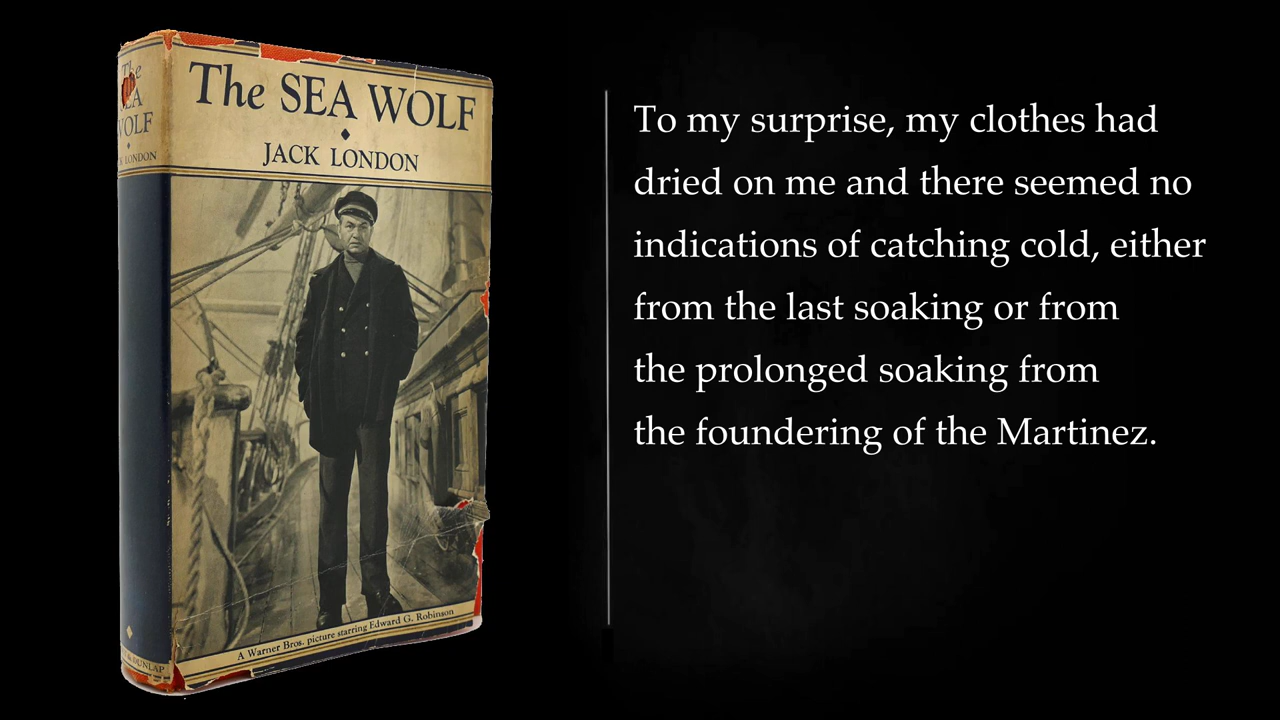 The SEA WOLF
JACK LONDON
A Warner Bros. picture starring Edward G. Robinson
The
SEA
WOLF
LONDON
DUNLAP
To my surprise, my clothes had
dried on me and there seemed no
indications of catching cold, either
from the last soaking or from
the prolonged soaking from
the foundering of the Martinez.